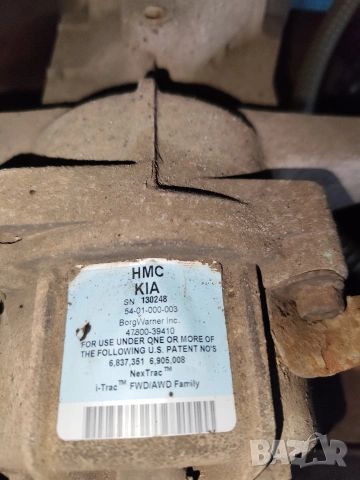 HMC
KIA
SN 130248
54-01-000-003
BorgWarner Inc.
47800-39410
FOR USE UNDER ONE OR MORE OF
THE FOLLOWING U.S. PATENT NO'S
6,837,351 6,905,008
NexTrac™
i-Trac™ FWD/AWD Family
bazar.bg